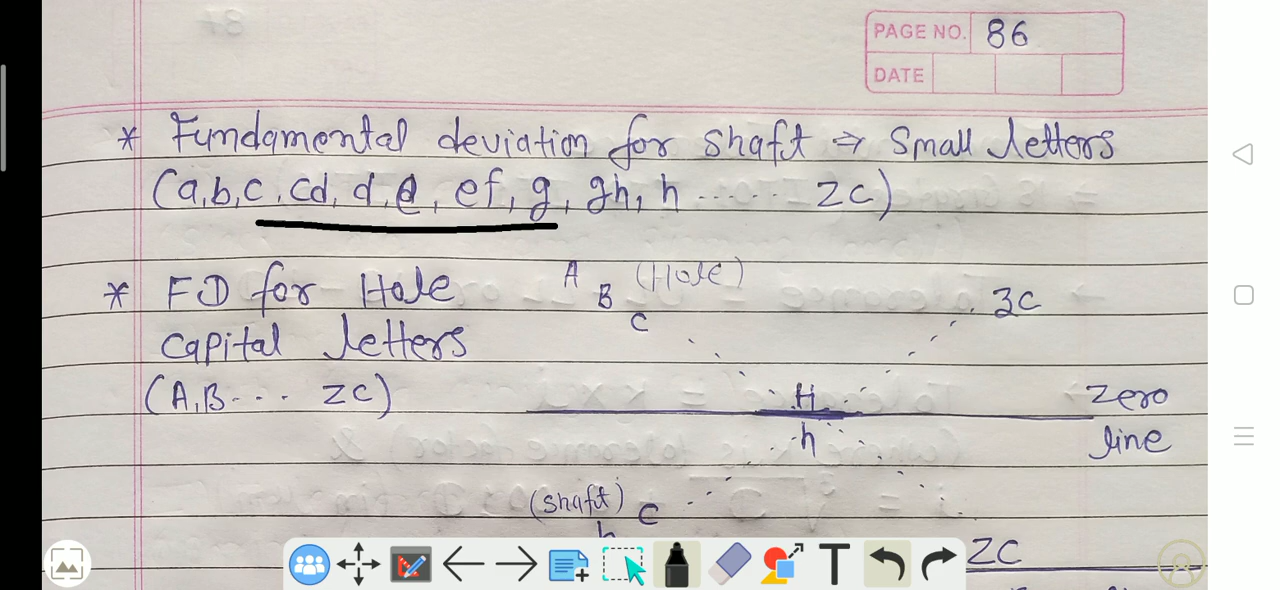 PAGE NO. 86
DATE
* Fundamental deviation for shaft ⇒ Small letters
(a,b,c,cd,d,e,ef,g,gh,h ...... zc)
* FD for Hole
capital letters
(A,B... ZC)
A B C (Hole)
ZC
H
Zero line
h
(shaft) c
b
ZC
T